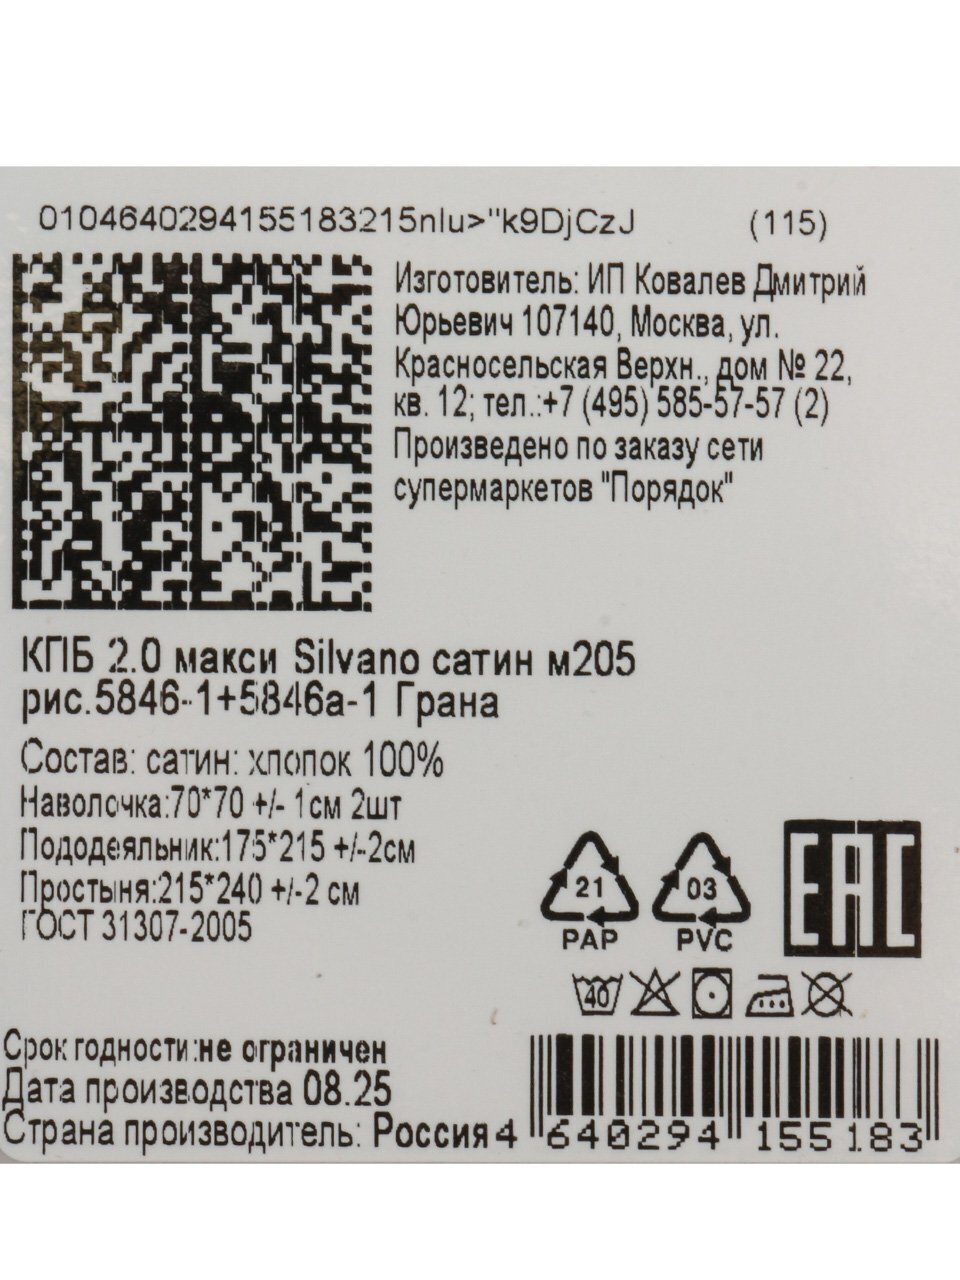 0104640294155183215nlu>"k9DjCzJ (115)
Изготовитель: ИП Ковалев Дмитрий
Юрьевич 107140, Москва, ул.
Красносельская Верхн., дом № 22,
кв. 12; тел.:+7 (495) 585-57-57 (2)
Произведено по заказу сети
супермаркетов "Порядок"
КПБ 2.0 макси Silvano сатин м205
рис.5846-1+5846а-1 Грана
Состав: сатин: хлопок 100%
Наволочка:70*70 +/- 1см 2шт
Пододеяльник:175*215 +/-2см
Простыня:215*240 +/-2 см
ГОСТ 31307-2005
21
PAP
03
PVC
EAC
40
Срок годности:не ограничен
Дата производства 08.25
Страна производитель: Россия
4 640294 155183